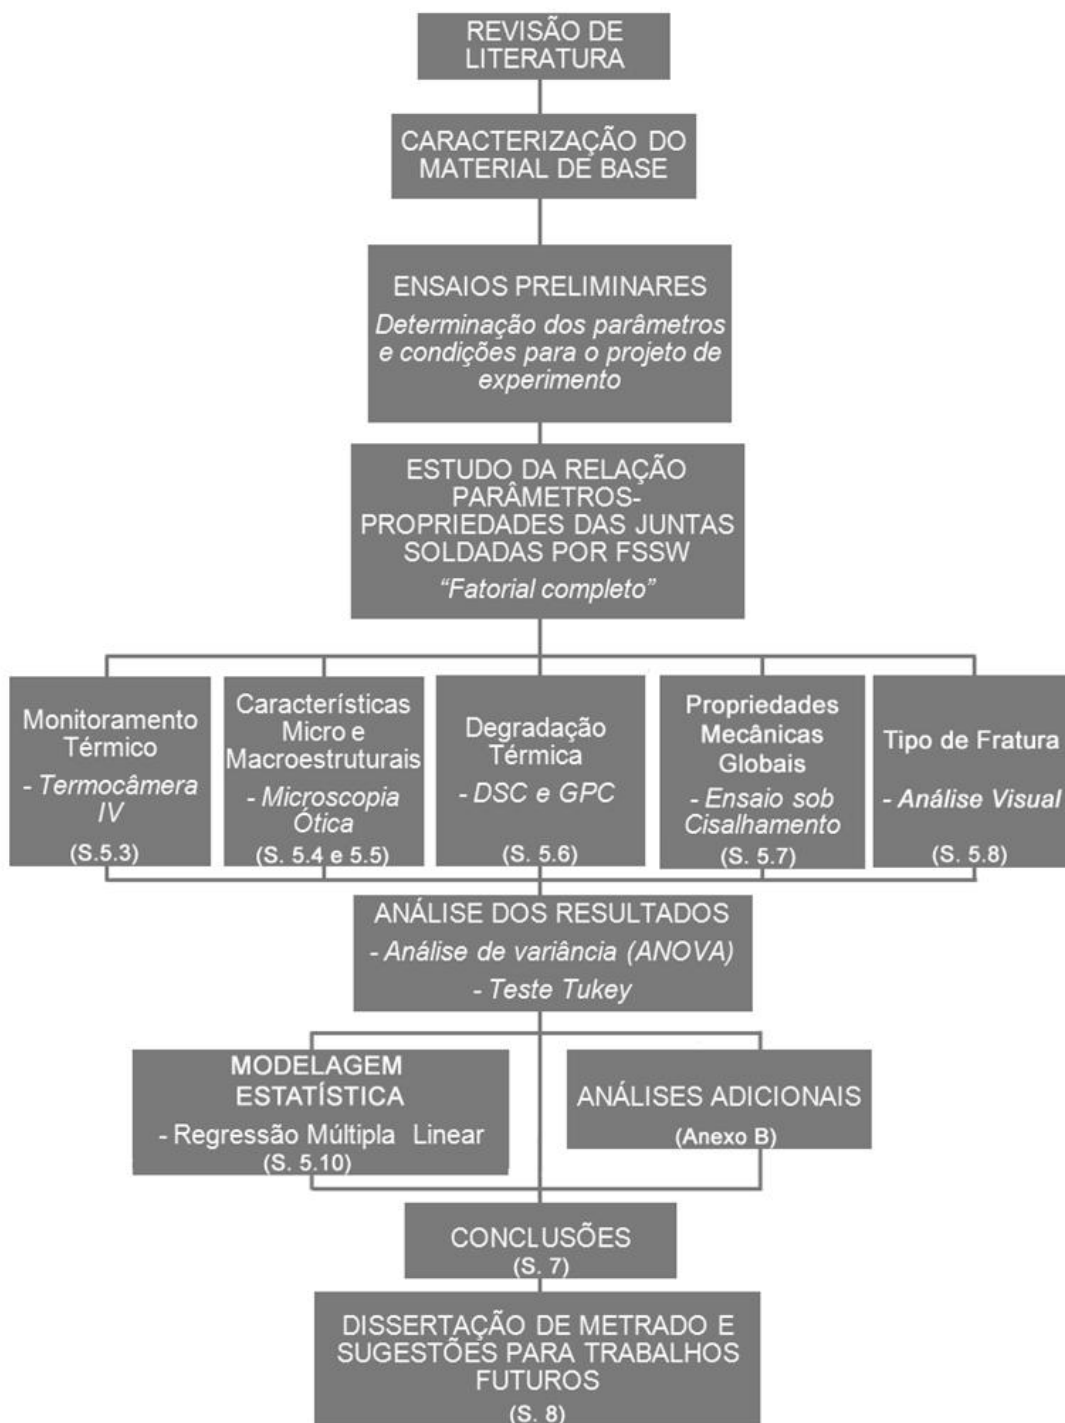 REVISÃO DE
LITERATURA
CARACTERIZAÇÃO DO
MATERIAL DE BASE
ENSAIOS PRELIMINARES
Determinação dos parâmetros
e condições para o projeto de
experimento
ESTUDO DA RELAÇÃO
PARÂMETROS-
PROPRIEDADES DAS JUNTAS
SOLDADAS POR FSSW
“Fatorial completo”
Monitoramento
Térmico
- Termocâmera
IV
(S.5.3)
Características
Micro e
Macroestruturais
- Microscopia
Ótica
(S. 5.4 e 5.5)
Degradação
Térmica
- DSC e GPC
(S. 5.6)
Propriedades
Mecânicas
Globais
- Ensaio sob
Cisalhamento
(S. 5.7)
Tipo de Fratura
- Análise Visual
(S. 5.8)
ANÁLISE DOS RESULTADOS
- Análise de variância (ANOVA)
- Teste Tukey
MODELAGEM
ESTATÍSTICA
- Regressão Múltipla Linear
(S. 5.10)
ANÁLISES ADICIONAIS
(Anexo B)
CONCLUSÕES
(S. 7)
DISSERTAÇÃO DE METRADO E
SUGESTÕES PARA TRABALHOS
FUTUROS
(S. 8)